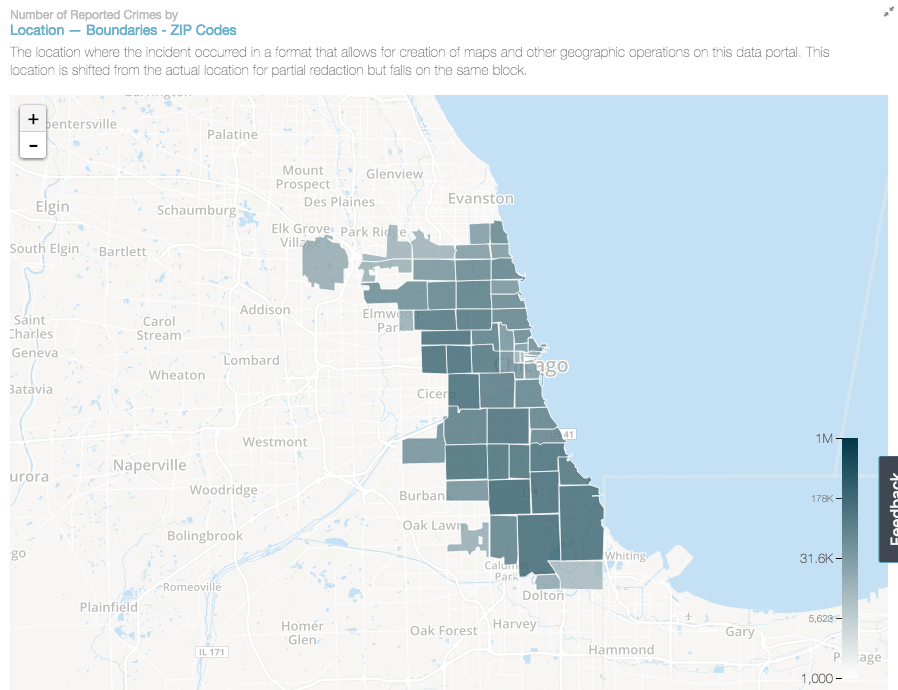 Number of Reported Crimes by
Location — Boundaries - ZIP Codes
The location where the incident occurred in a format that allows for creation of maps and other geographic operations on this data portal. This
location is shifted from the actual location for partial redaction but falls on the same block.
+
−
pentersville
Palatine
Mount
Prospect
Glenview
Elgin
Schaumburg
Des Plaines
Evanston
Elk Grove
Village
Park Ridge
South Elgin
Bartlett
Addison
Elmwood
Park
Saint
Charles
Carol
Stream
Geneva
Lombard
Chicago
Wheaton
Batavia
Cicero
US 41
Westmont
1M
Naperville
urora
Woodridge
Burbank
178K
Feedback
Oak Lawn
Bolingbrook
go
31.6K
Whiting
Calumet
Park
Romeoville
Dolton
Plainfield
5,623
Homer
Glen
Oak Forest
Harvey
Gary
IL 171
Hammond
Portage
1,000